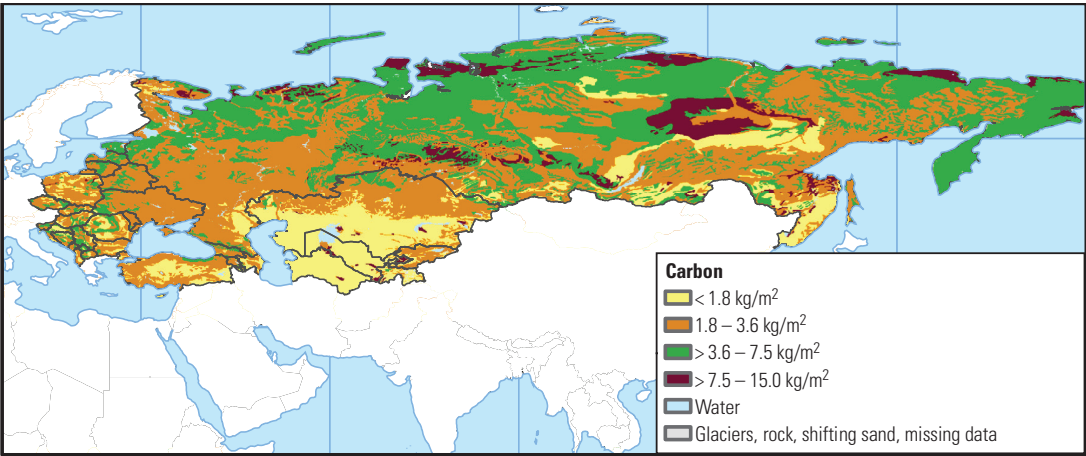 Carbon
< 1.8 kg/m²
1.8 – 3.6 kg/m²
> 3.6 – 7.5 kg/m²
> 7.5 – 15.0 kg/m²
Water
Glaciers, rock, shifting sand, missing data